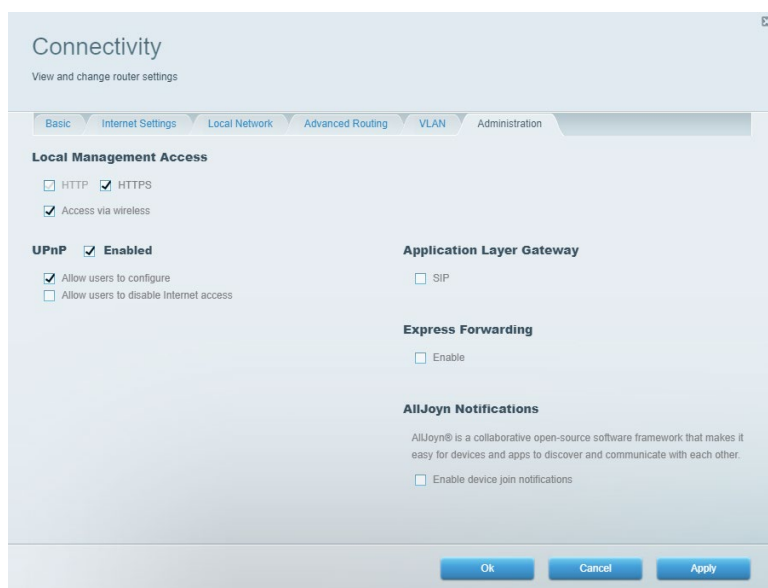 Connectivity
View and change router settings
Basic Internet Settings Local Network Advanced Routing VLAN Administration
Local Management Access
HTTP HTTPS
Access via wireless
UPnP Enabled
Allow users to configure
Allow users to disable Internet access
Application Layer Gateway
SIP
Express Forwarding
Enable
AllJoyn Notifications
AllJoyn® is a collaborative open-source software framework that makes it
easy for devices and apps to discover and communicate with each other.
Enable device join notifications
Ok Cancel Apply